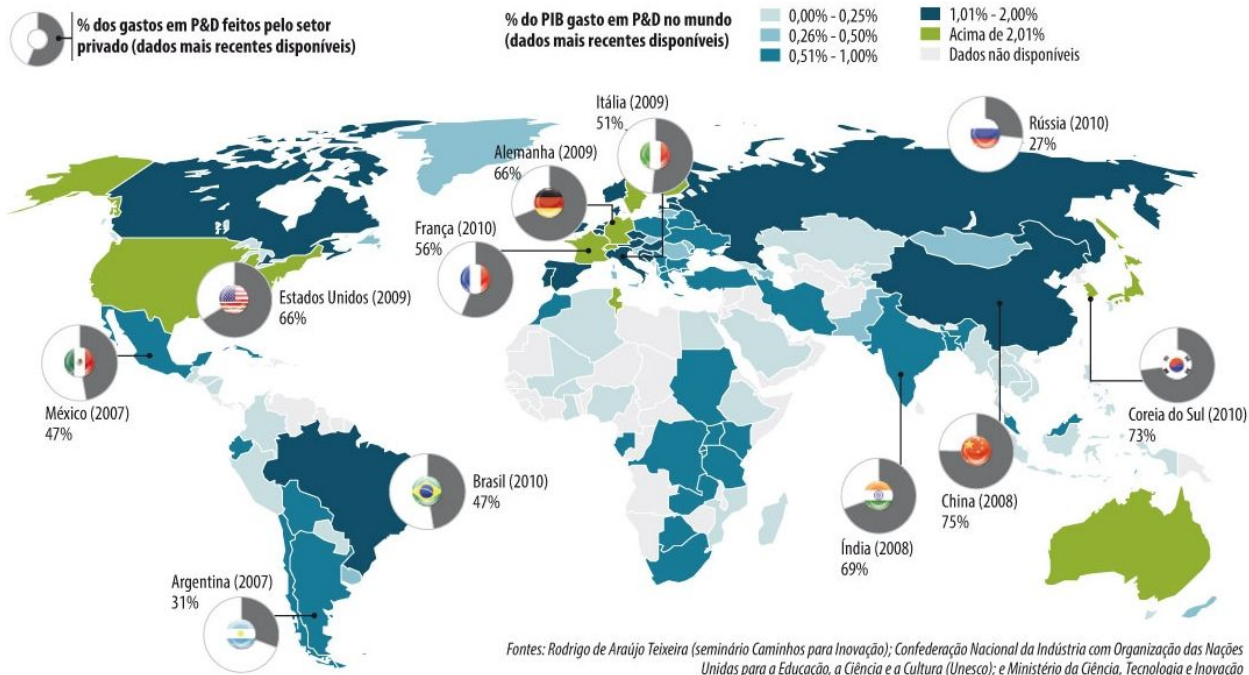 % dos gastos em P&D feitos pelo setor
privado (dados mais recentes disponíveis)
% do PIB gasto em P&D no mundo
(dados mais recentes disponíveis)
0,00% - 0,25%
0,26% - 0,50%
0,51% - 1,00%
1,01% - 2,00%
Acima de 2,01%
Dados não disponíveis
Itália (2009)
51%
Rússia (2010)
27%
Alemanha (2009)
66%
França (2010)
56%
Estados Unidos (2009)
66%
México (2007)
47%
Coreia do Sul (2010)
73%
Brasil (2010)
47%
China (2008)
75%
Índia (2008)
69%
Argentina (2007)
31%
Fontes: Rodrigo de Araújo Teixeira (seminário Caminhos para Inovação); Confederação Nacional da Indústria com Organização das Nações
Unidas para a Educação, a Ciência e a Cultura (Unesco); e Ministério da Ciência, Tecnologia e Inovação